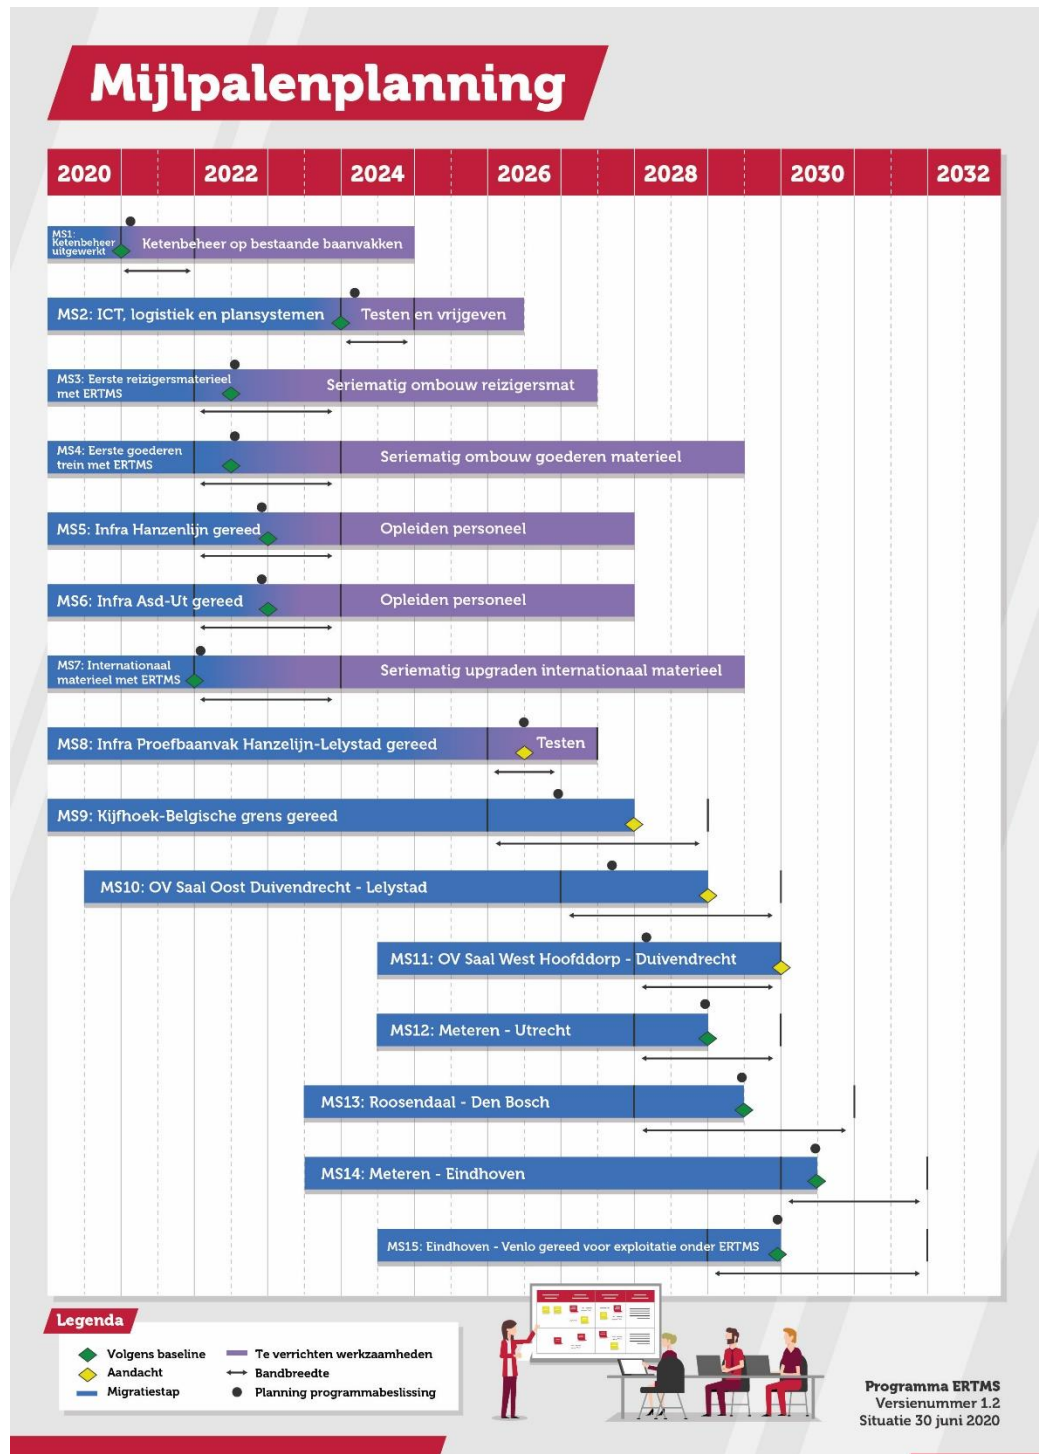 Mijlpalenplanning
2020 2022 2024 2026 2028 2030 2032
MS1:
Ketenbeheer
uitgewerkt
Ketenbeheer op bestaande baanvakken
MS2: ICT, logistiek en plansystemen
Testen en vrijgeven
MS3: Eerste reizigersmaterieel
met ERTMS
Seriematig ombouw reizigersmat
MS4: Eerste goederen
trein met ERTMS
Seriematig ombouw goederen materieel
MS5: Infra Hanzenlijn gereed
Opleiden personeel
MS6: Infra Asd-Ut gereed
Opleiden personeel
MS7: Internationaal
materieel met ERTMS
Seriematig upgraden internationaal materieel
MS8: Infra Proefbaanvak Hanzelijn-Lelystad gereed
Testen
MS9: Kijfhoek-Belgische grens gereed
MS10: OV Saal Oost Duivendrecht - Lelystad
MS11: OV Saal West Hoofddorp - Duivendrecht
MS12: Meteren - Utrecht
MS13: Roosendaal - Den Bosch
MS14: Meteren - Eindhoven
MS15: Eindhoven - Venlo gereed voor exploitatie onder ERTMS
Legenda
Volgens baseline
Aandacht
Migratiestap
Te verrichten werkzaamheden
Bandbreedte
Planning programmabeslissing
Programma ERTMS
Versienummer 1.2
Situatie 30 juni 2020